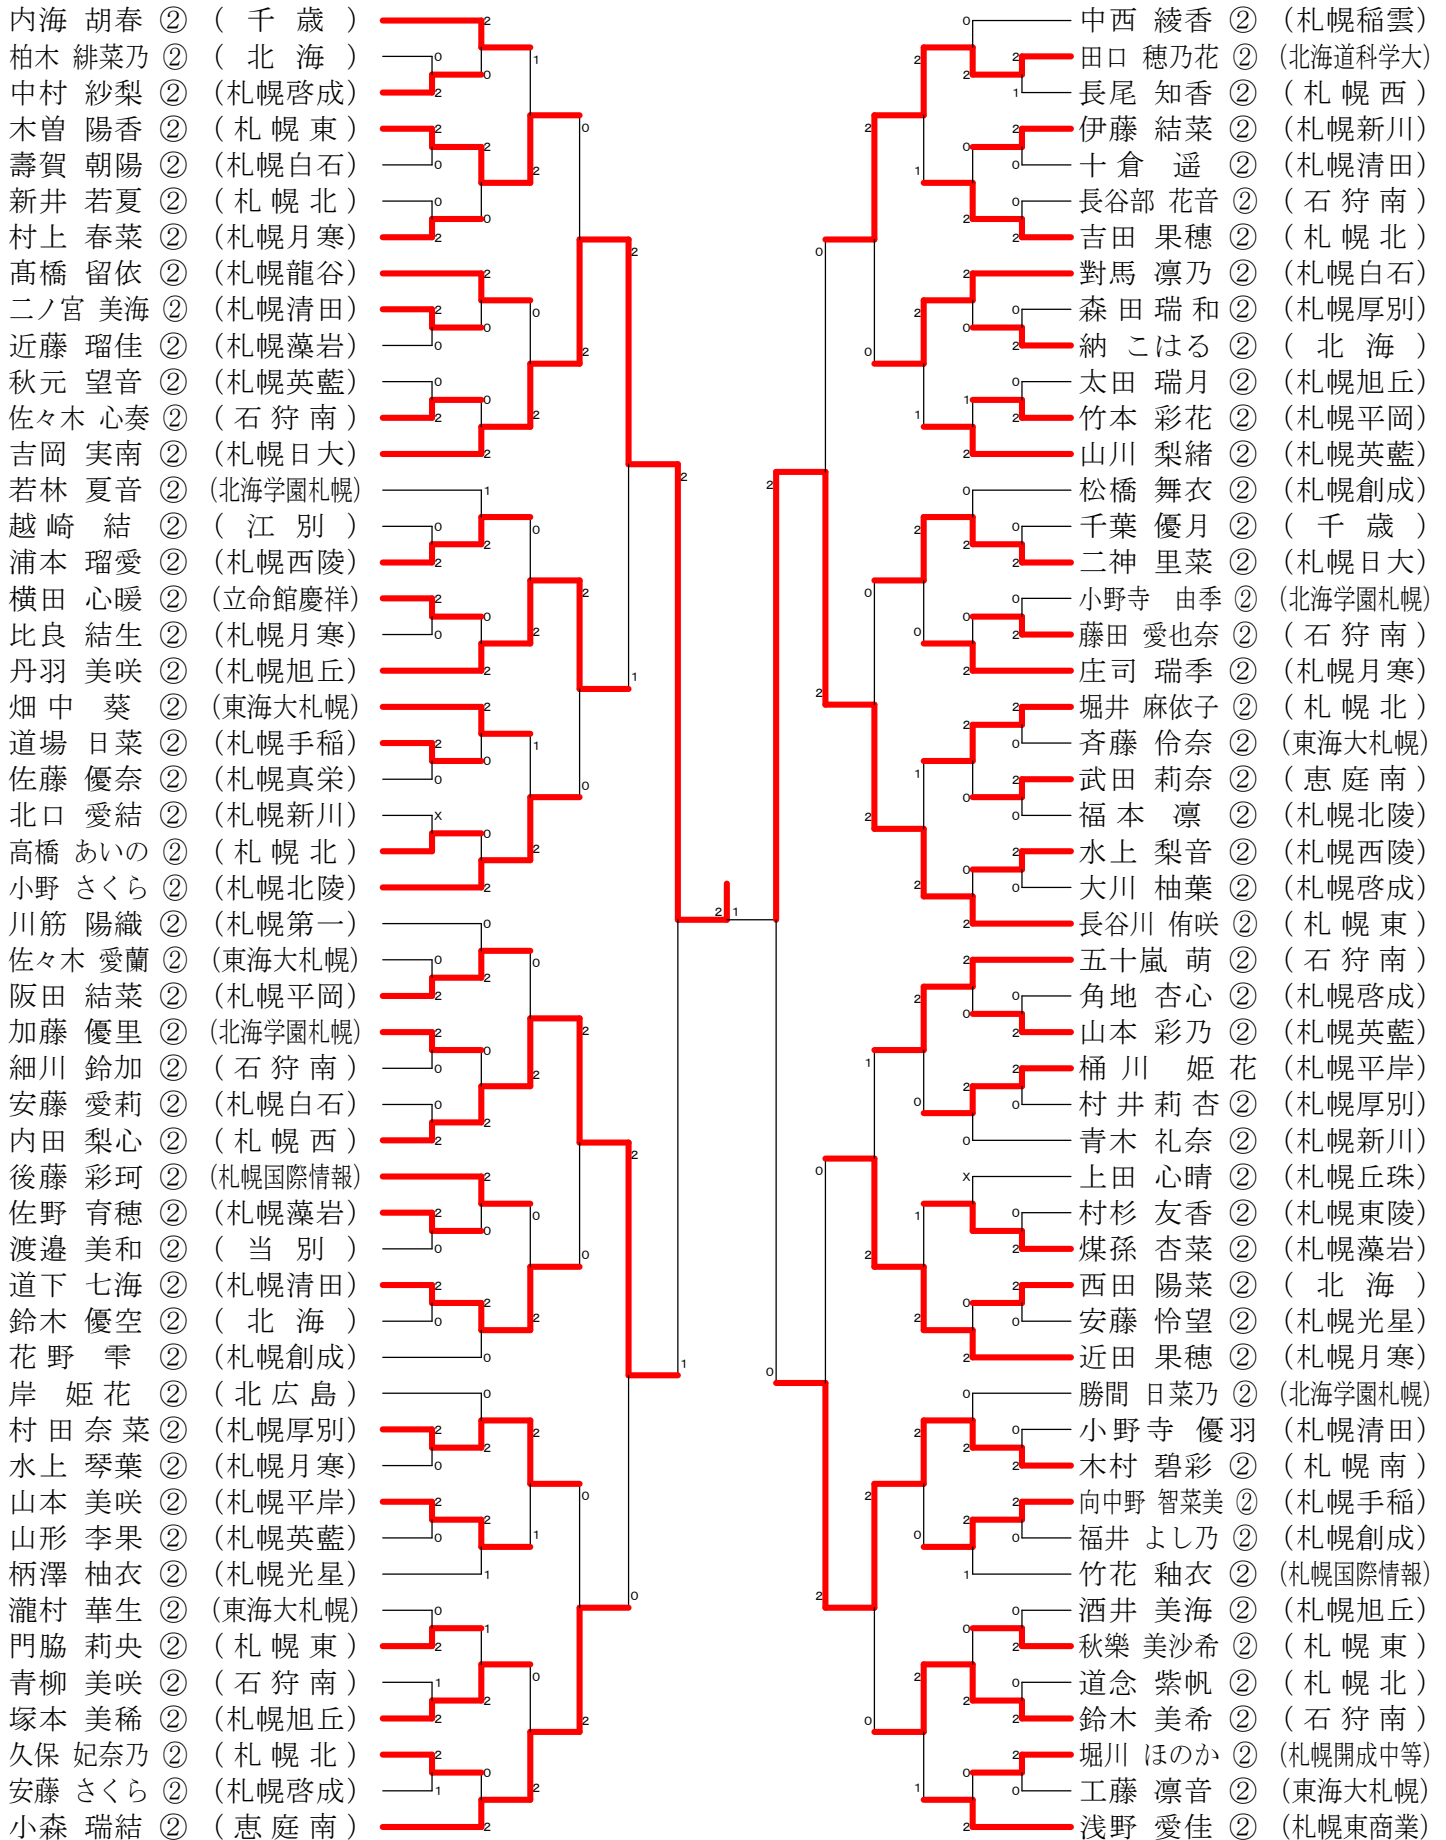 内海 胡春 ② ( 千 歳 )
柏木 緋菜乃 ② ( 北 海 )
中村 紗梨 ② (札幌啓成)
木曽 陽香 ② ( 札 幌 東 )
壽賀 朝陽 ② (札幌白石)
新井 若夏 ② ( 札 幌 北 )
村上 春菜 ② (札幌月寒)
髙橋 留依 ② (札幌龍谷)
二ノ宮 美海 ② (札幌清田)
近藤 瑠佳 ② (札幌藻岩)
秋元 望音 ② (札幌英藍)
佐々木 心奏 ② ( 石 狩 南 )
吉岡 実南 ② (札幌日大)
若林 夏音 ② (北海学園札幌)
越崎 結 ② ( 江 別 )
浦本 瑠愛 ② (札幌西陵)
横田 心暖 ② (立命館慶祥)
比良 結生 ② (札幌月寒)
丹羽 美咲 ② (札幌旭丘)
畑中 葵 ② (東海大札幌)
道場 日菜 ② (札幌手稲)
佐藤 優奈 ② (札幌真栄)
北口 愛結 ② (札幌新川)
高橋 あいの ② ( 札 幌 北 )
小野 さくら ② (札幌北陵)
川筋 陽織 ② (札幌第一)
佐々木 愛蘭 ② (東海大札幌)
阪田 結菜 ② (札幌平岡)
加藤 優里 ② (北海学園札幌)
細川 鈴加 ② ( 石 狩 南 )
安藤 愛莉 ② (札幌白石)
内田 梨心 ② ( 札 幌 西 )
後藤 彩珂 ② (札幌国際情報)
佐野 育穂 ② (札幌藻岩)
渡邉 美和 ② ( 当 別 )
道下 七海 ② (札幌清田)
鈴木 優空 ② ( 北 海 )
花野 雫 ② (札幌創成)
岸 姫花 ② ( 北 広 島 )
村田奈菜 ② (札幌厚別)
水上 琴葉 ② (札幌月寒)
山本 美咲 ② (札幌平岸)
山形 李果 ② (札幌英藍)
柄澤 柚衣 ② (札幌光星)
瀧村 華生 ② (東海大札幌)
門脇 莉央 ② ( 札 幌 東 )
青柳 美咲 ② ( 石 狩 南 )
塚本 美稀 ② (札幌旭丘)
久保 妃奈乃 ② ( 札 幌 北 )
安藤 さくら ② (札幌啓成)
小森 瑞結 ② ( 恵 庭 南 )
中西 綾香 ② (札幌稲雲)
田口 穂乃花 ② (北海道科学大)
長尾 知香 ② ( 札 幌 西 )
伊藤 結菜 ② (札幌新川)
十倉 遥 ② (札幌清田)
長谷部 花音 ② ( 石 狩 南 )
吉田 果穂 ② ( 札 幌 北 )
對馬 凛乃 ② (札幌白石)
森田瑞和 ② (札幌厚別)
納 こはる ② ( 北 海 )
太田 瑞月 ② (札幌旭丘)
竹本 彩花 ② (札幌平岡)
山川 梨緒 ② (札幌英藍)
松橋 舞衣 ② (札幌創成)
千葉 優月 ② ( 千 歳 )
二神 里菜 ② (札幌日大)
小野寺 由季 ② (北海学園札幌)
藤田 愛也奈 ② ( 石 狩 南 )
庄司 瑞季 ② (札幌月寒)
堀井 麻依子 ② ( 札 幌 北 )
斉藤 伶奈 ② (東海大札幌)
武田 莉奈 ② ( 恵 庭 南 )
福本 凛 ② (札幌北陵)
水上 梨音 ② (札幌西陵)
大川 柚葉 ② (札幌啓成)
長谷川 侑咲 ② ( 札 幌 東 )
五十嵐 萌 ② ( 石 狩 南 )
角地 杏心 ② (札幌啓成)
山本 彩乃 ② (札幌英藍)
桶川 姫花 (札幌平岸)
村井莉杏 ② (札幌厚別)
青木 礼奈 ② (札幌新川)
上田 心晴 ② (札幌丘珠)
村杉 友香 ② (札幌東陵)
煤孫 杏菜 ② (札幌藻岩)
西田 陽菜 ② ( 北 海 )
安藤 怜望 ② (札幌光星)
近田 果穂 ② (札幌月寒)
勝間 日菜乃 ② (北海学園札幌)
小野寺 優羽 (札幌清田)
木村 碧彩 ② ( 札 幌 南 )
向中野 智菜美 ② (札幌手稲)
福井 よし乃 ② (札幌創成)
竹花 釉衣 ② (札幌国際情報)
酒井 美海 ② (札幌旭丘)
秋樂 美沙希 ② ( 札 幌 東 )
道念 紫帆 ② ( 札 幌 北 )
鈴木 美希 ② ( 石 狩 南 )
堀川 ほのか ② (札幌開成中等)
工藤 凛音 ② (東海大札幌)
浅野 愛佳 ② (札幌東商業)
2 1